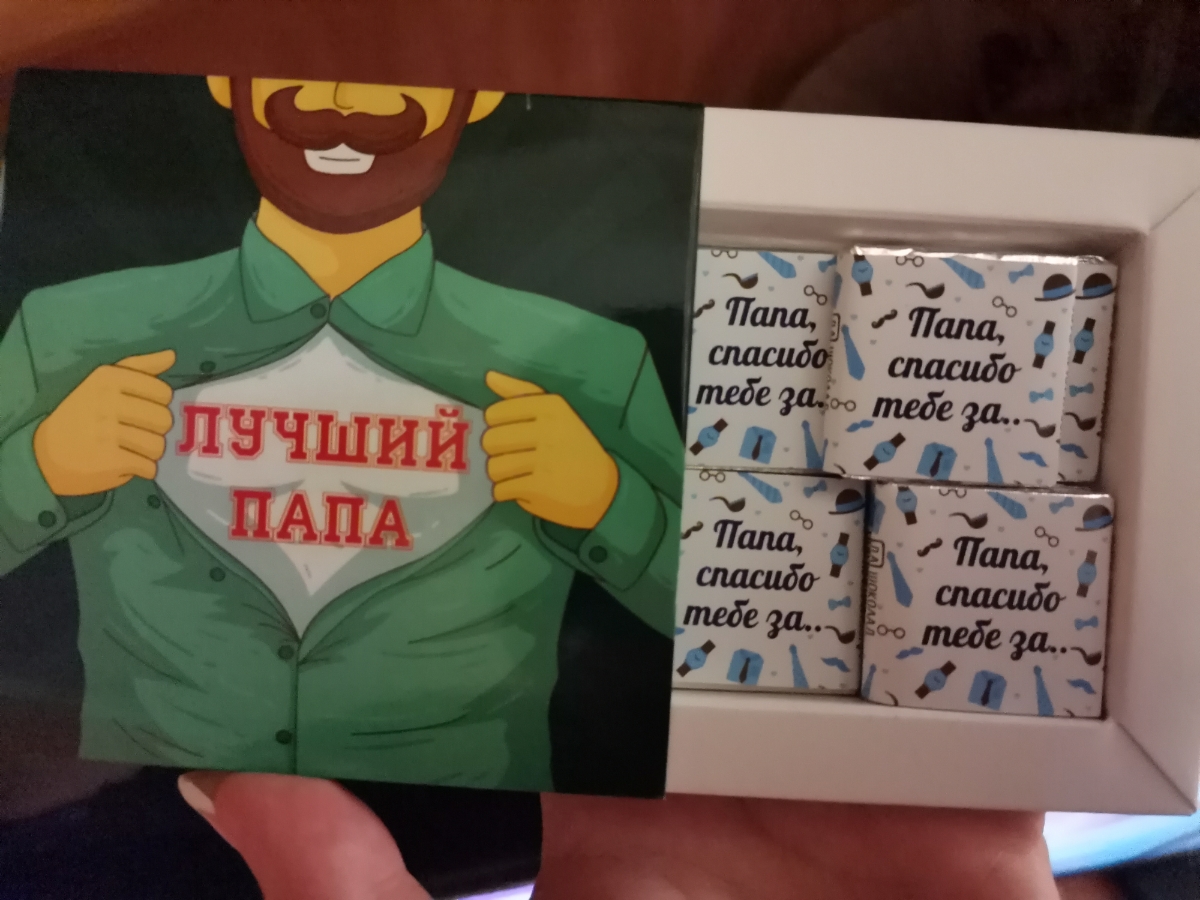 ЛУЧШИЙ
ПАПА
Папа,
спасибо
тебе за.
Папа,
спасибо
тебе за..
Папа,
спасибо
тебе за..
Папа,
спасибо
тебе за..